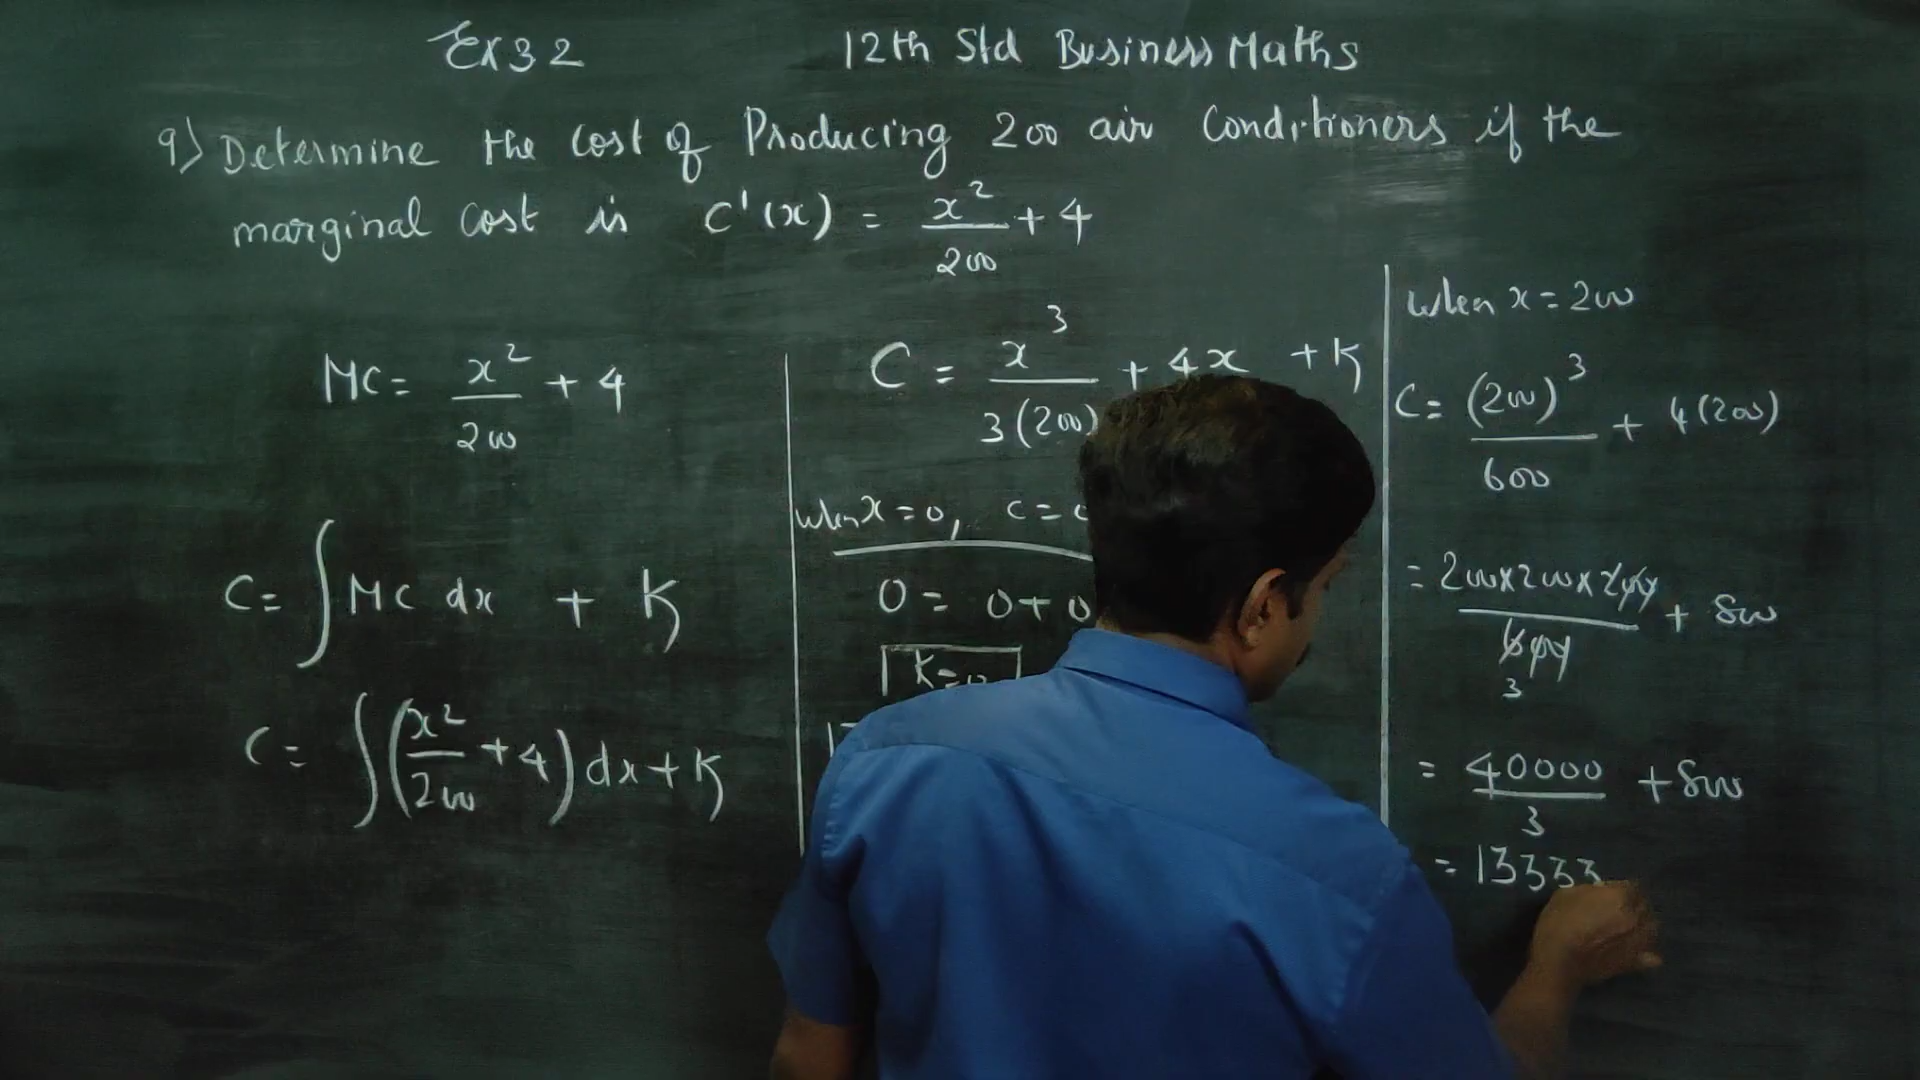 Ex 3 2 12th Std Business Maths
9) Determine the cost of Producing 200 air Conditioners if the
marginal cost is C'(x) = x²/200 + 4
MC = x²/200 + 4
C = ∫ MC dx + K
C = ∫ (x²/200 + 4) dx + K
C = x³/3(200) + 4x + K
when x = 0, C =
0 = 0 + 0
K = 0
when x = 200
C = (200)³/600 + 4(200)
= 200 x 200 x 200/600 + 800
3
= 40000/3 + 800
= 13333